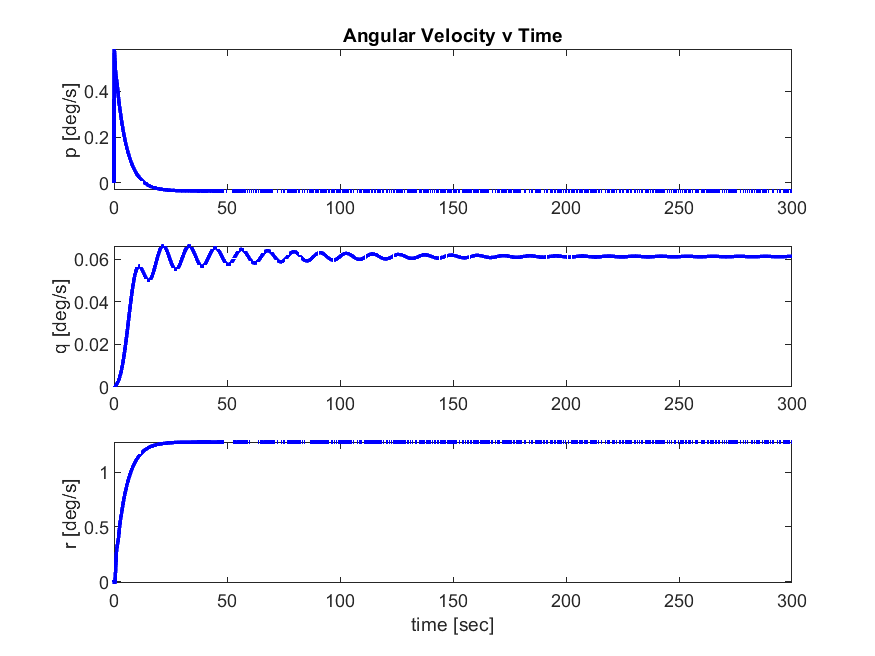 Angular Velocity v Time
p [deg/s]
0.4
0.2
0
0 50 100 150 200 250 300
q [deg/s]
0.06
0.04
0.02
0
0 50 100 150 200 250 300
r [deg/s]
1
0.5
0
0 50 100 150 200 250 300
time [sec]